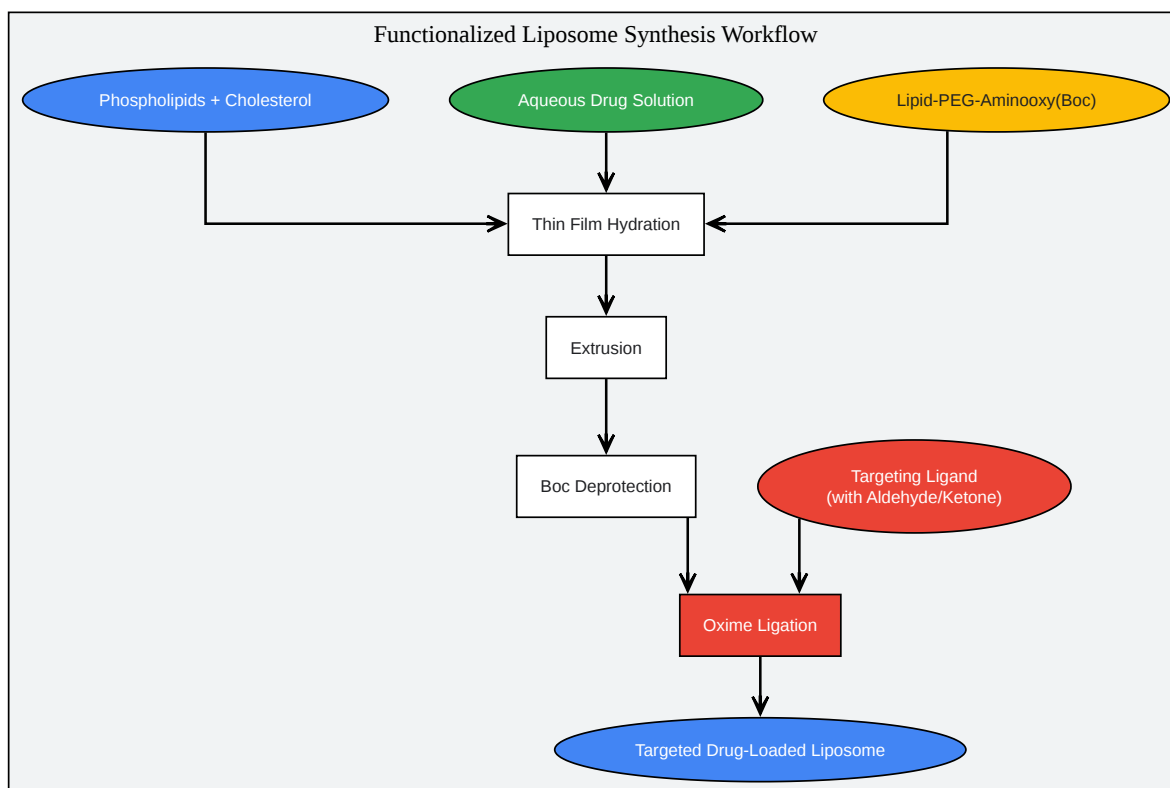 Functionalized Liposome Synthesis Workflow
Phospholipids + Cholesterol
Aqueous Drug Solution
Lipid-PEG-Aminooxy(Boc)
Thin Film Hydration
Extrusion
Boc Deprotection
Targeting Ligand
(with Aldehyde/Ketone)
Oxime Ligation
Targeted Drug-Loaded Liposome